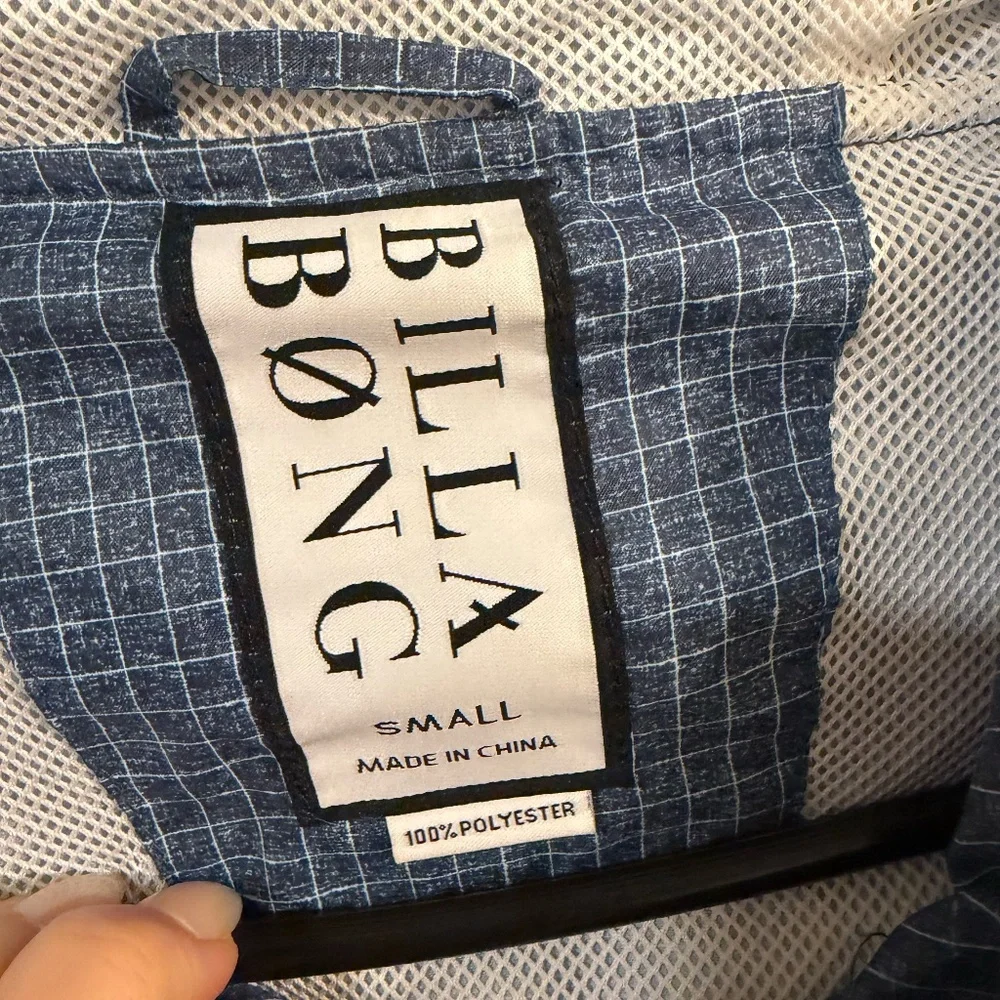 BILLA
BØNG
SMALL
MADE IN CHINA
100% POLYESTER